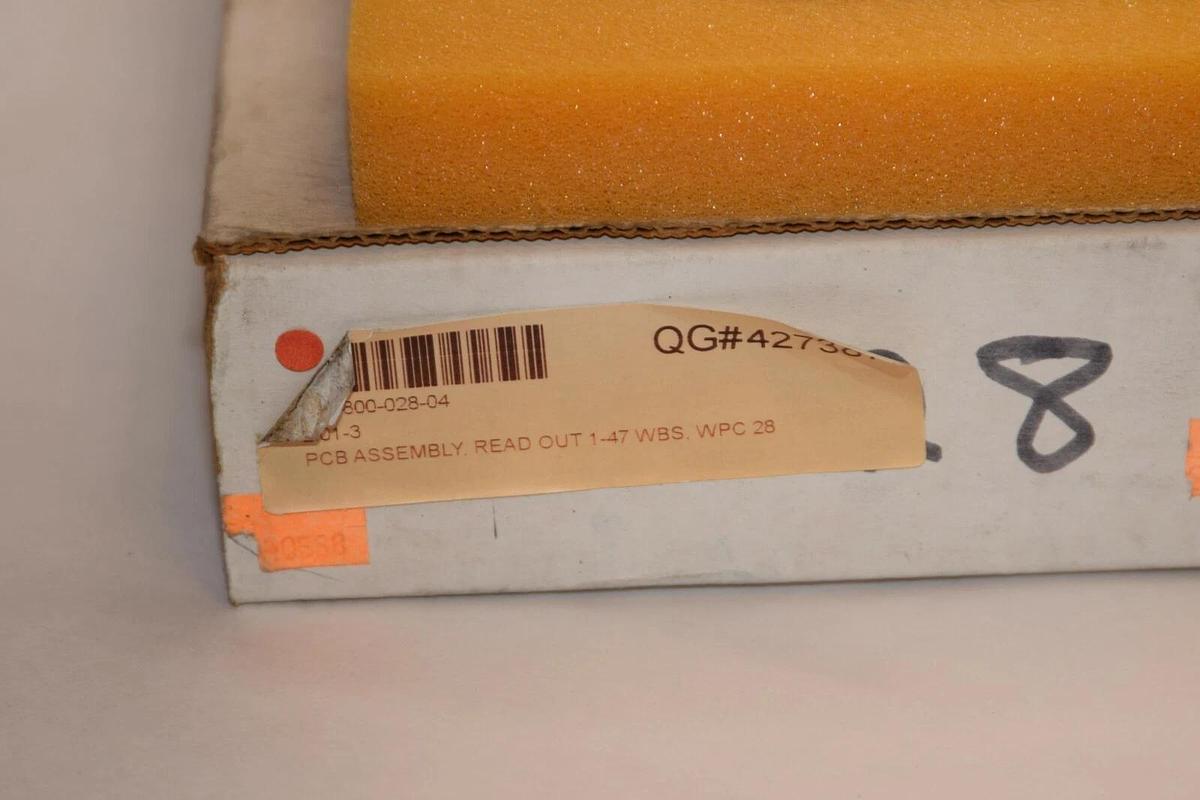 QG#42738
800-028-04
01-3
PCB ASSEMBLY, READ OUT 1-47 WBS, WPC 28
8